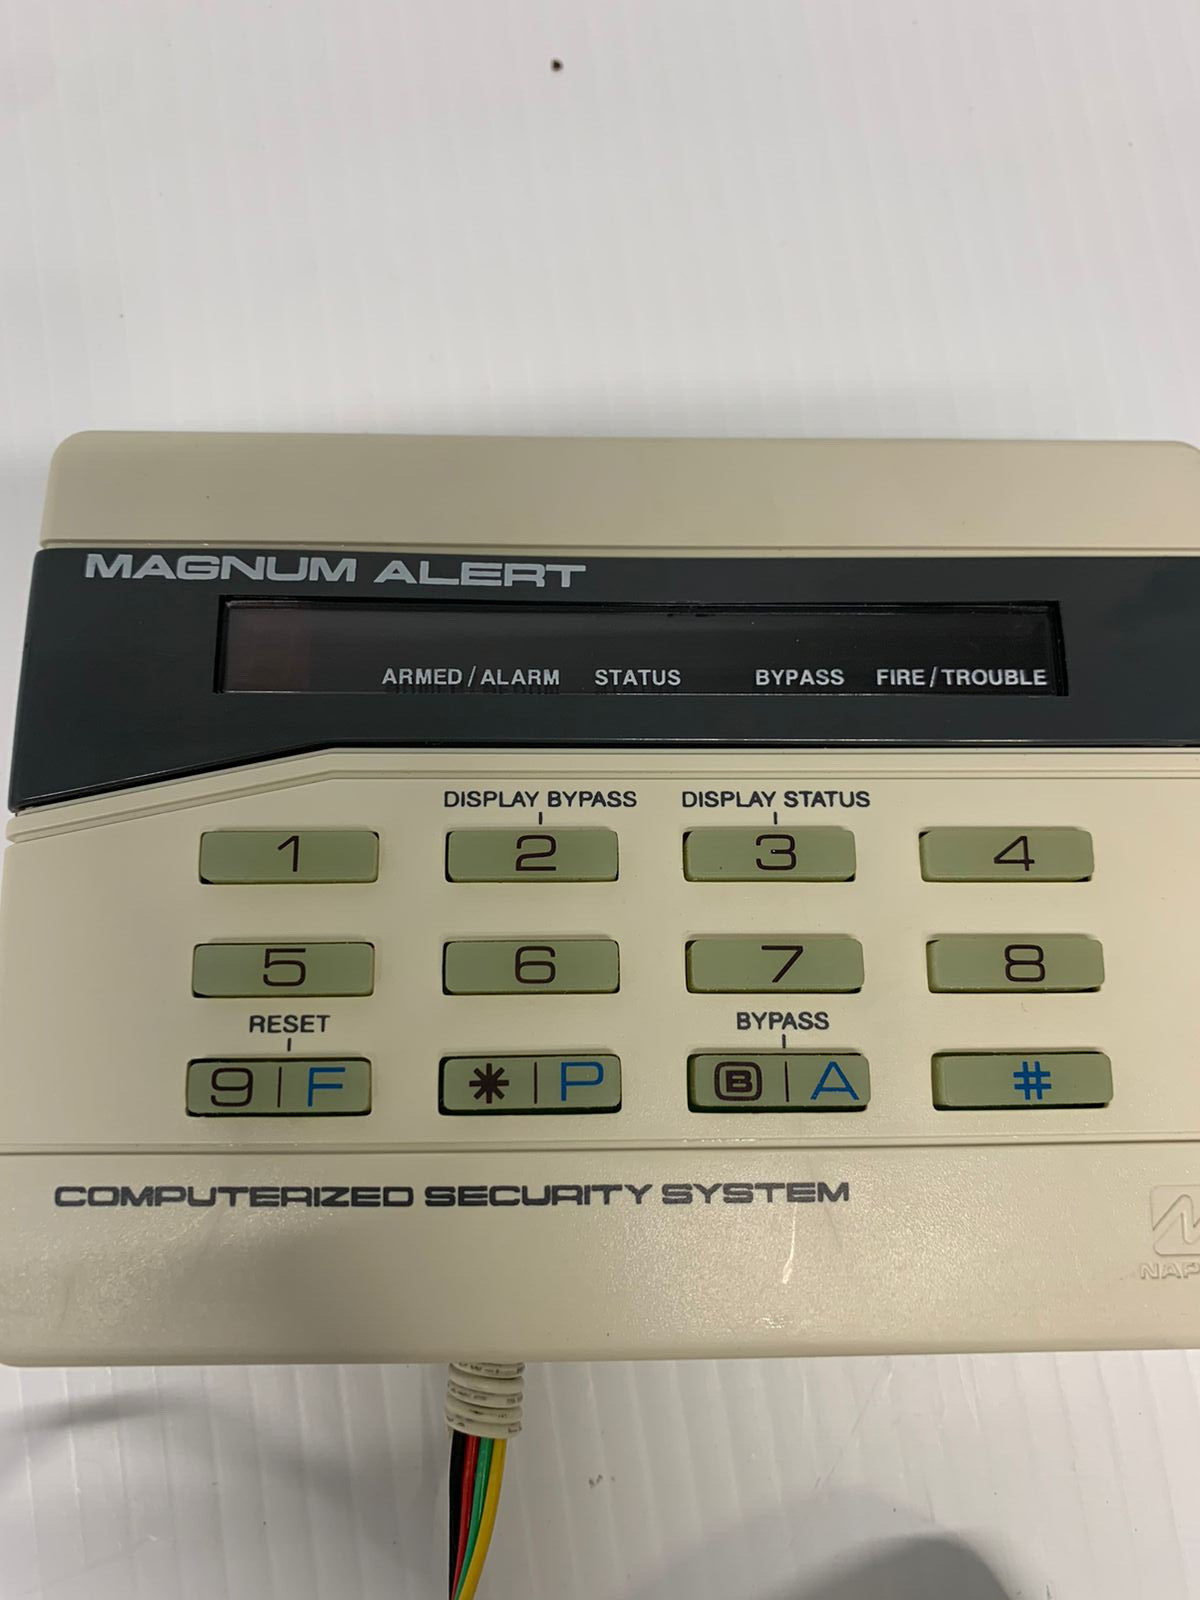 MAGNUM ALERT
ARMED/ALARM STATUS BYPASS FIRE/TROUBLE
DISPLAY BYPASS DISPLAY STATUS
1 2 3 4
5 6 7 8
RESET BYPASS
9|F *|P B|A #
COMPUTERIZED SECURITY SYSTEM